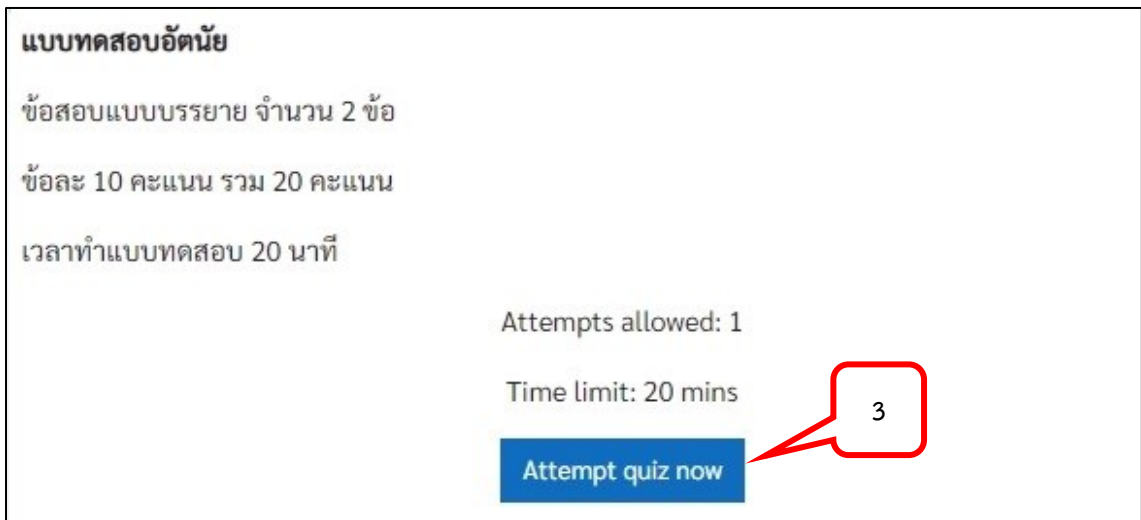 แบบทดสอบอัตนัย
ข้อสอบแบบบรรยาย จำนวน 2 ข้อ
ข้อละ 10 คะแนน รวม 20 คะแนน
เวลาทำแบบทดสอบ 20 นาที
Attempts allowed: 1
Time limit: 20 mins
3
Attempt quiz now